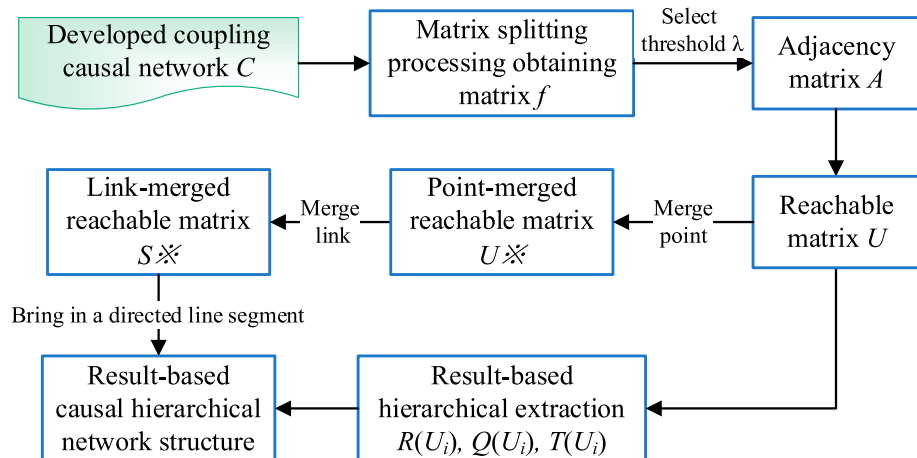 Developed coupling
causal network C
Matrix splitting
processing obtaining
matrix f
Select
threshold λ
Adjacency
matrix A
Link-merged
reachable matrix
S※
Merge
link
Point-merged
reachable matrix
U※
Merge
point
Reachable
matrix U
Bring in a directed line segment
Result-based
causal hierarchical
network structure
Result-based
hierarchical extraction
R(Uᵢ), Q(Uᵢ), T(Uᵢ)